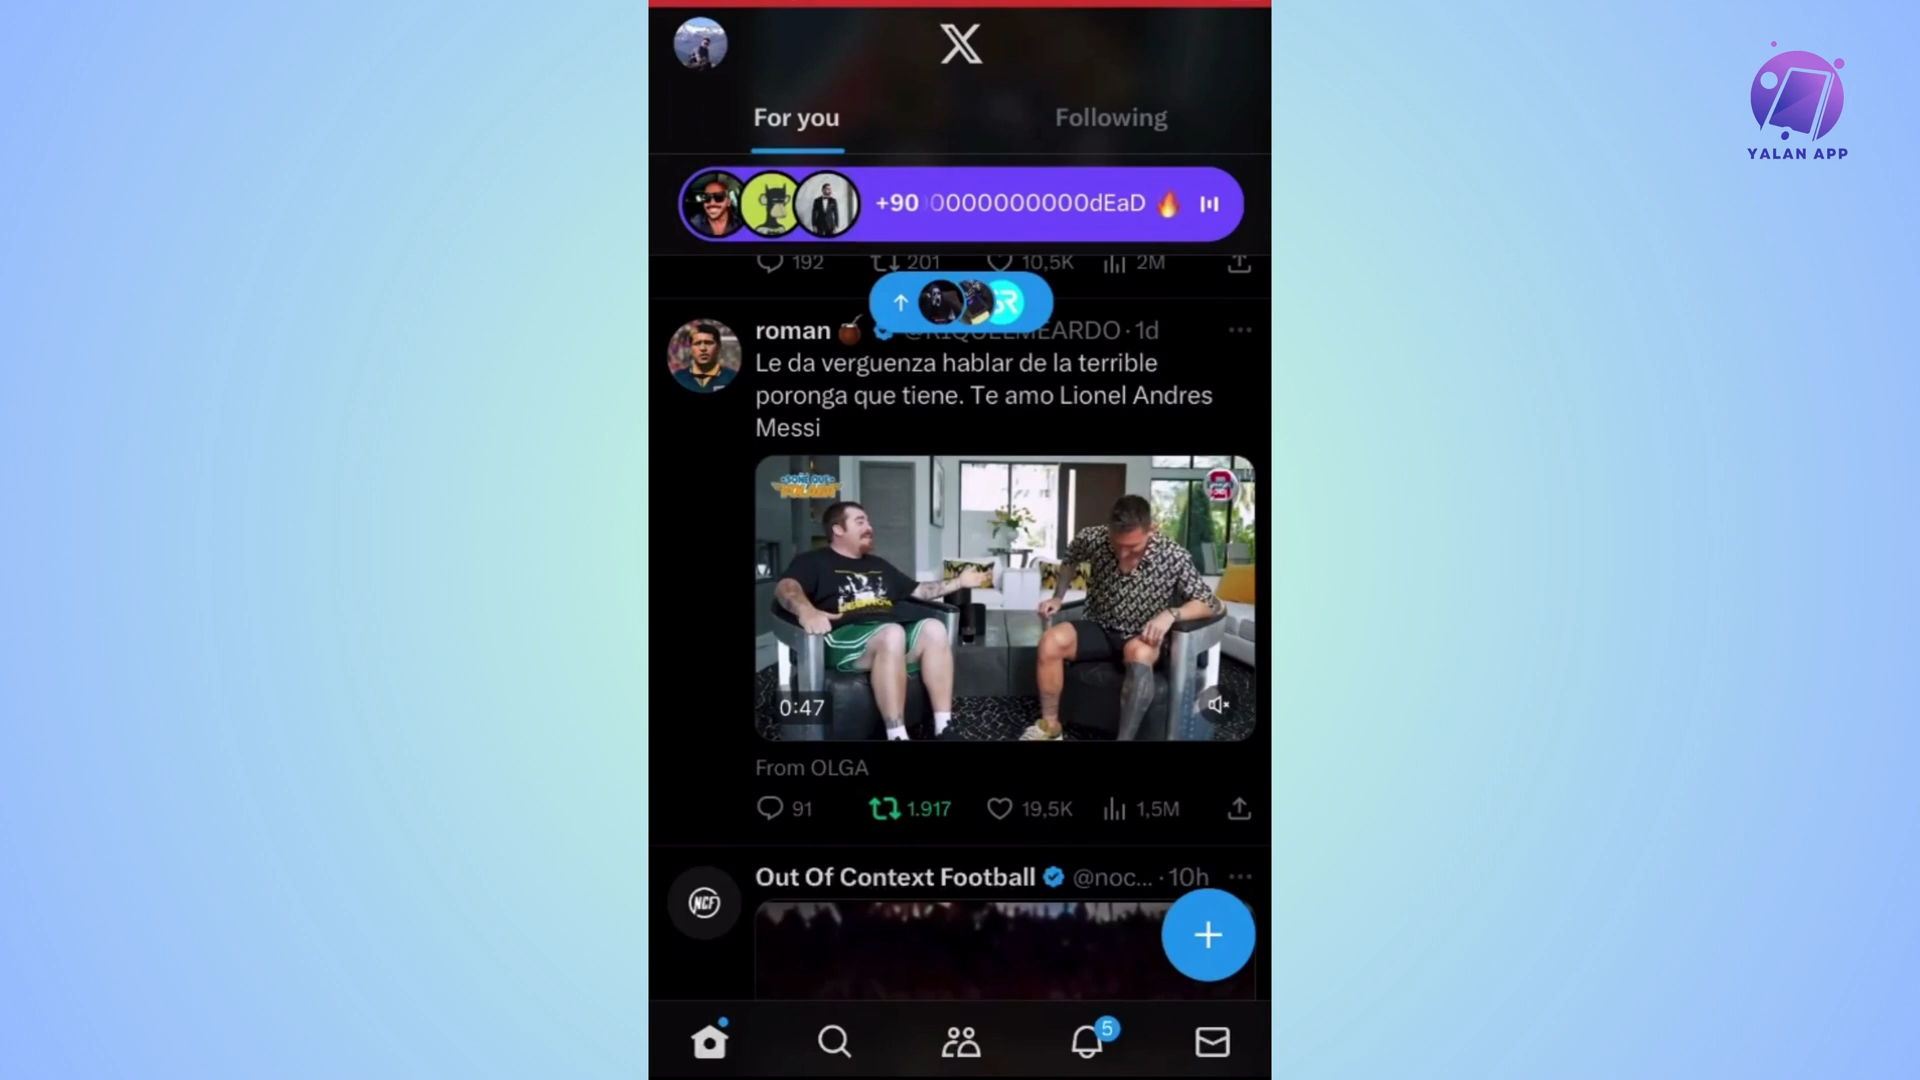 YALAN APP
For you
Following
+90 0000000000dEaD 🔥
192 201 10,5K 2M
roman 🧉 @RIQUELMEARDO · 1d
Le da verguenza hablar de la terrible
poronga que tiene. Te amo Lionel Andres
Messi
0:47
From OLGA
91 1.917 19,5K 1,5M
NCF
Out Of Context Football @noc... · 10h
5